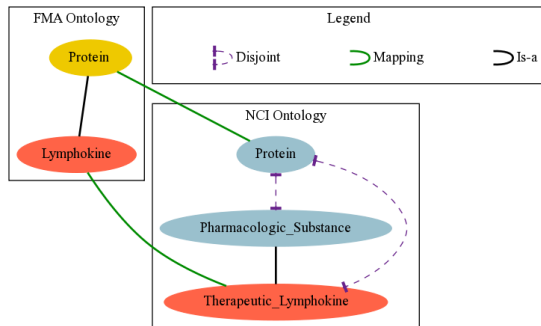 FMA Ontology
Legend
Protein
Disjoint
Mapping
Is-a
NCI Ontology
Lymphokine
Protein
Pharmacologic_Substance
Therapeutic_Lymphokine